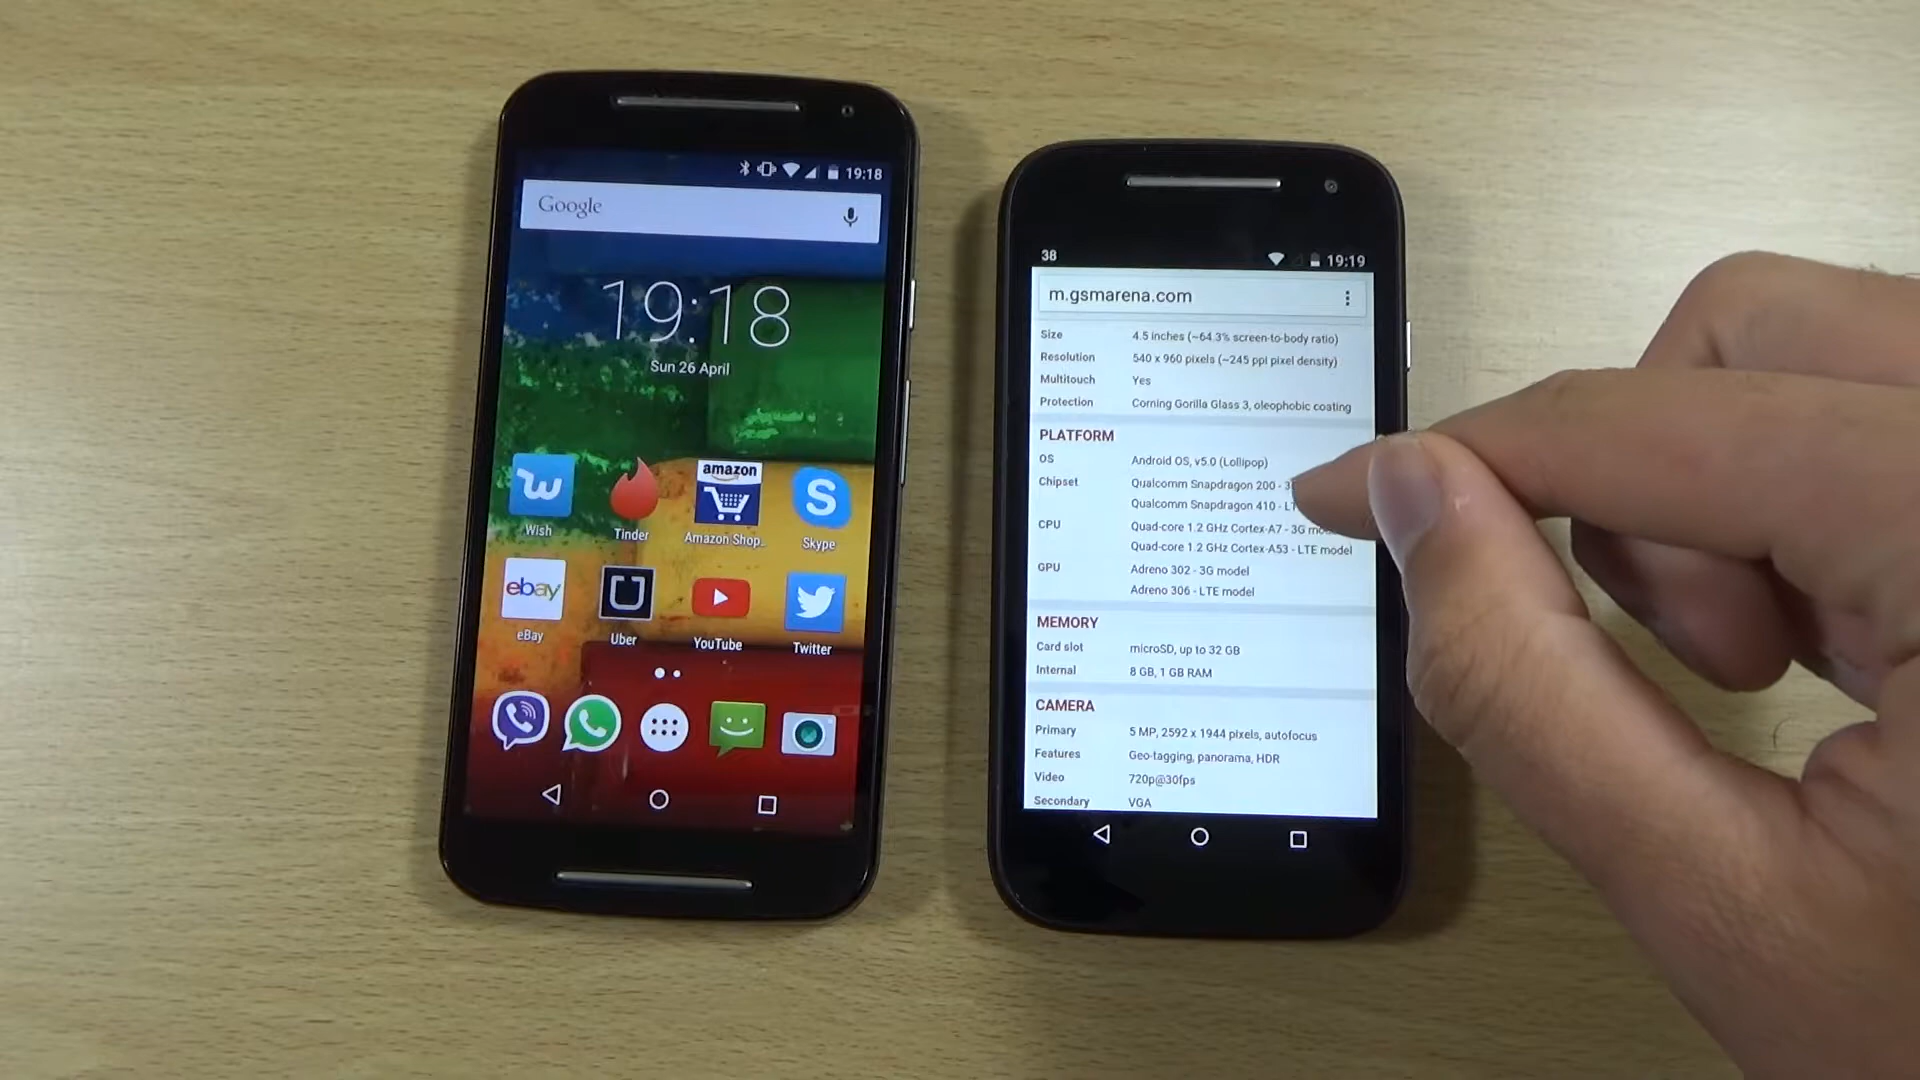 19:18
Google
19:18
Sun 26 April
Wish
Tinder
amazon
Amazon Shop..
S
Skype
ebay
eBay
Uber
YouTube
Twitter
38
19:19
m.gsmarena.com
Size 4.5 inches (~64.3% screen-to-body ratio)
Resolution 540 x 960 pixels (~245 ppi pixel density)
Multitouch Yes
Protection Corning Gorilla Glass 3, oleophobic coating
PLATFORM
OS Android OS, v5.0 (Lollipop)
Chipset Qualcomm Snapdragon 200 -
Qualcomm Snapdragon 410 -
CPU Quad-core 1.2 GHz Cortex-A7 - 3G
Quad-core 1.2 GHz Cortex-A53 - LTE model
GPU Adreno 302 - 3G model
Adreno 306 - LTE model
MEMORY
Card slot microSD, up to 32 GB
Internal 8 GB, 1 GB RAM
CAMERA
Primary 5 MP, 2592 x 1944 pixels, autofocus
Features Geo-tagging, panorama, HDR
Video 720p@30fps
Secondary VGA